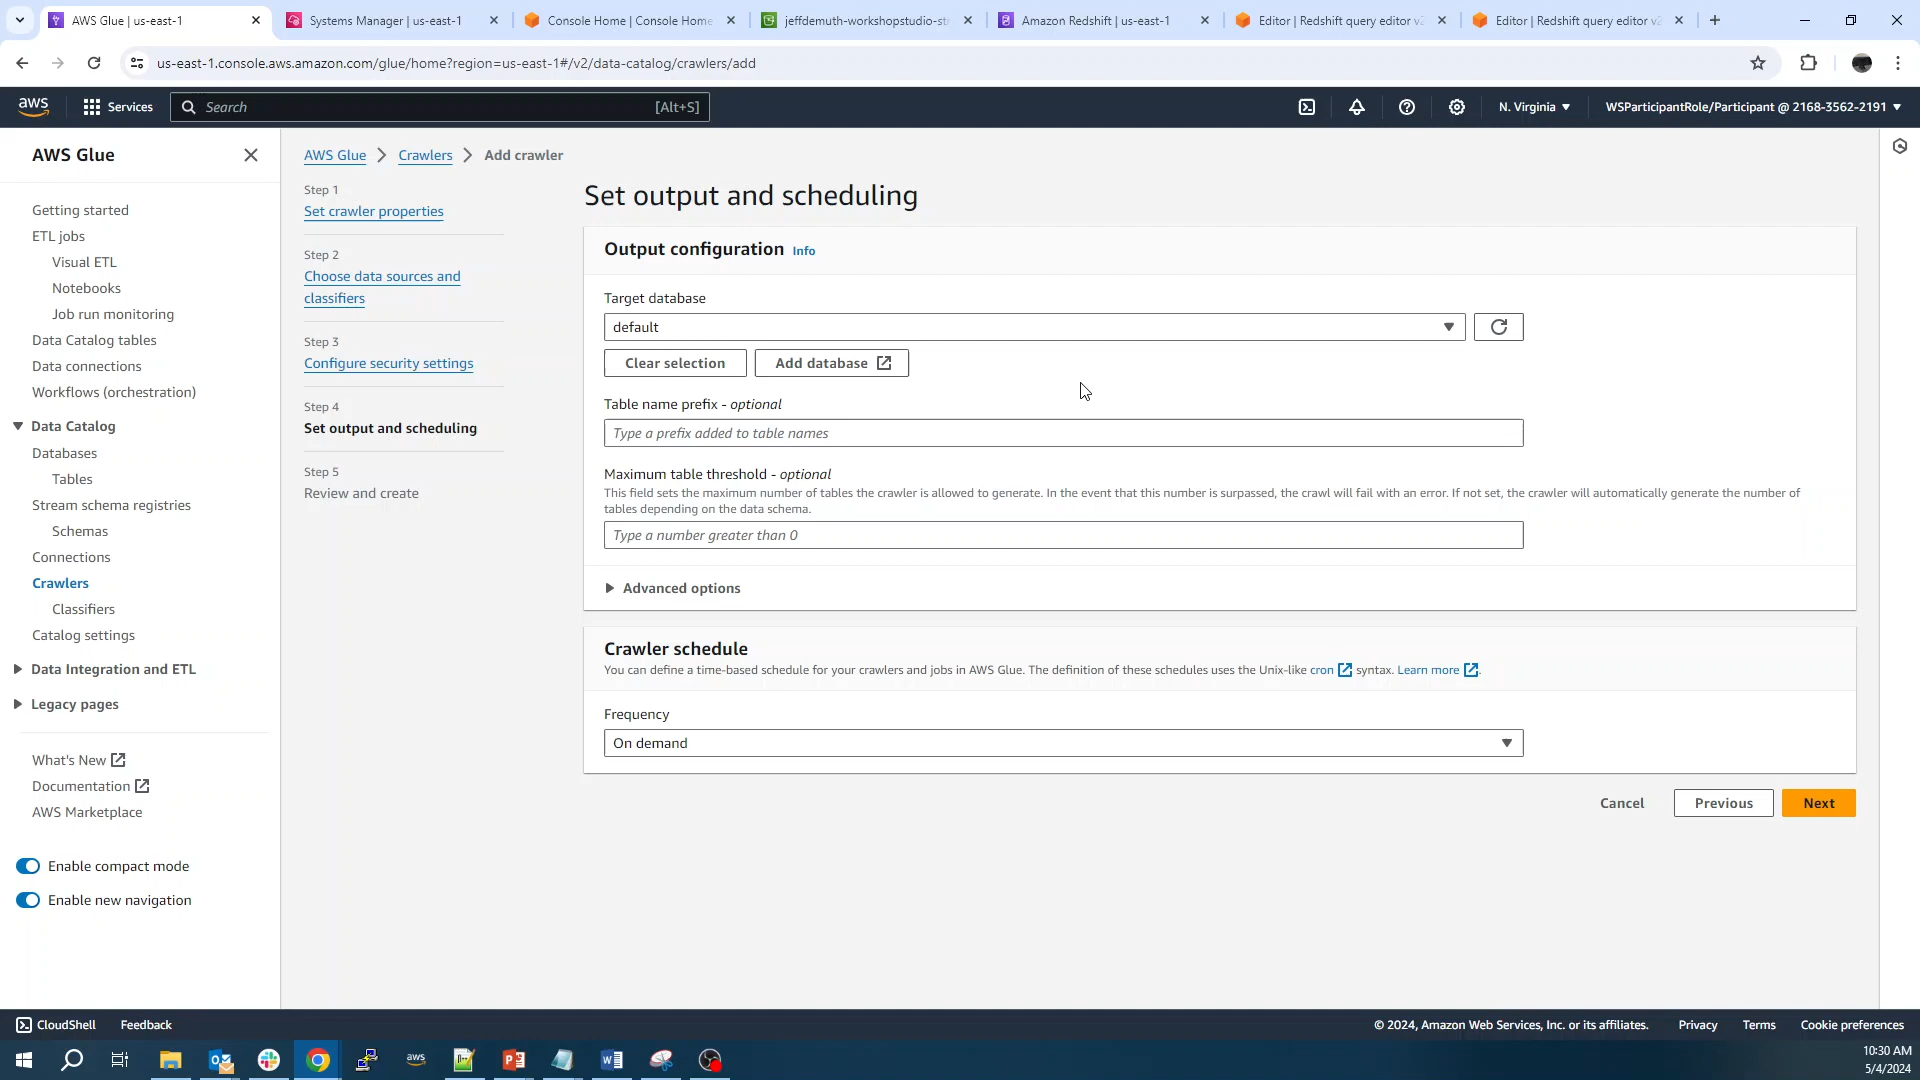 AWS Glue | us-east-1
Systems Manager | us-east-1
Console Home | Console Home
jeffdemuth-workshopstudio-str
Amazon Redshift | us-east-1
Editor | Redshift query editor v2
Editor | Redshift query editor v2
us-east-1.console.aws.amazon.com/glue/home?region=us-east-1#/v2/data-catalog/crawlers/add
aws
Services
Search
[Alt+S]
N. Virginia
WSParticipantRole/Participant @ 2168-3562-2191
AWS Glue
Getting started
ETL jobs
Visual ETL
Notebooks
Job run monitoring
Data Catalog tables
Data connections
Workflows (orchestration)
Data Catalog
Databases
Tables
Stream schema registries
Schemas
Connections
Crawlers
Classifiers
Catalog settings
Data Integration and ETL
Legacy pages
What's New
Documentation
AWS Marketplace
Enable compact mode
Enable new navigation
AWS Glue
Crawlers
Add crawler
Step 1
Set crawler properties
Step 2
Choose data sources and
classifiers
Step 3
Configure security settings
Step 4
Set output and scheduling
Step 5
Review and create
Set output and scheduling
Output configuration Info
Target database
default
Clear selection
Add database
Table name prefix - optional
Type a prefix added to table names
Maximum table threshold - optional
This field sets the maximum number of tables the crawler is allowed to generate. In the event that this number is surpassed, the crawl will fail with an error. If not set, the crawler will automatically generate the number of
tables depending on the data schema.
Type a number greater than 0
Advanced options
Crawler schedule
You can define a time-based schedule for your crawlers and jobs in AWS Glue. The definition of these schedules uses the Unix-like cron syntax. Learn more .
Frequency
On demand
Cancel
Previous
Next
CloudShell
Feedback
© 2024, Amazon Web Services, Inc. or its affiliates.
Privacy
Terms
Cookie preferences
aws
10:30 AM
5/4/2024